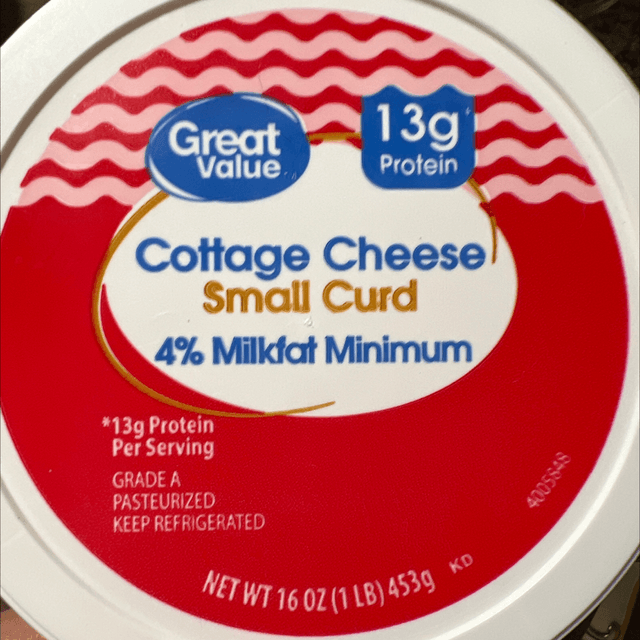 Great
Value
13g
Protein
Cottage Cheese
Small Curd
4% Milkfat Minimum
*13g Protein
Per Serving
GRADE A
PASTEURIZED
KEEP REFRIGERATED
4005848
NET WT 16 OZ (1 LB) 453g
KD